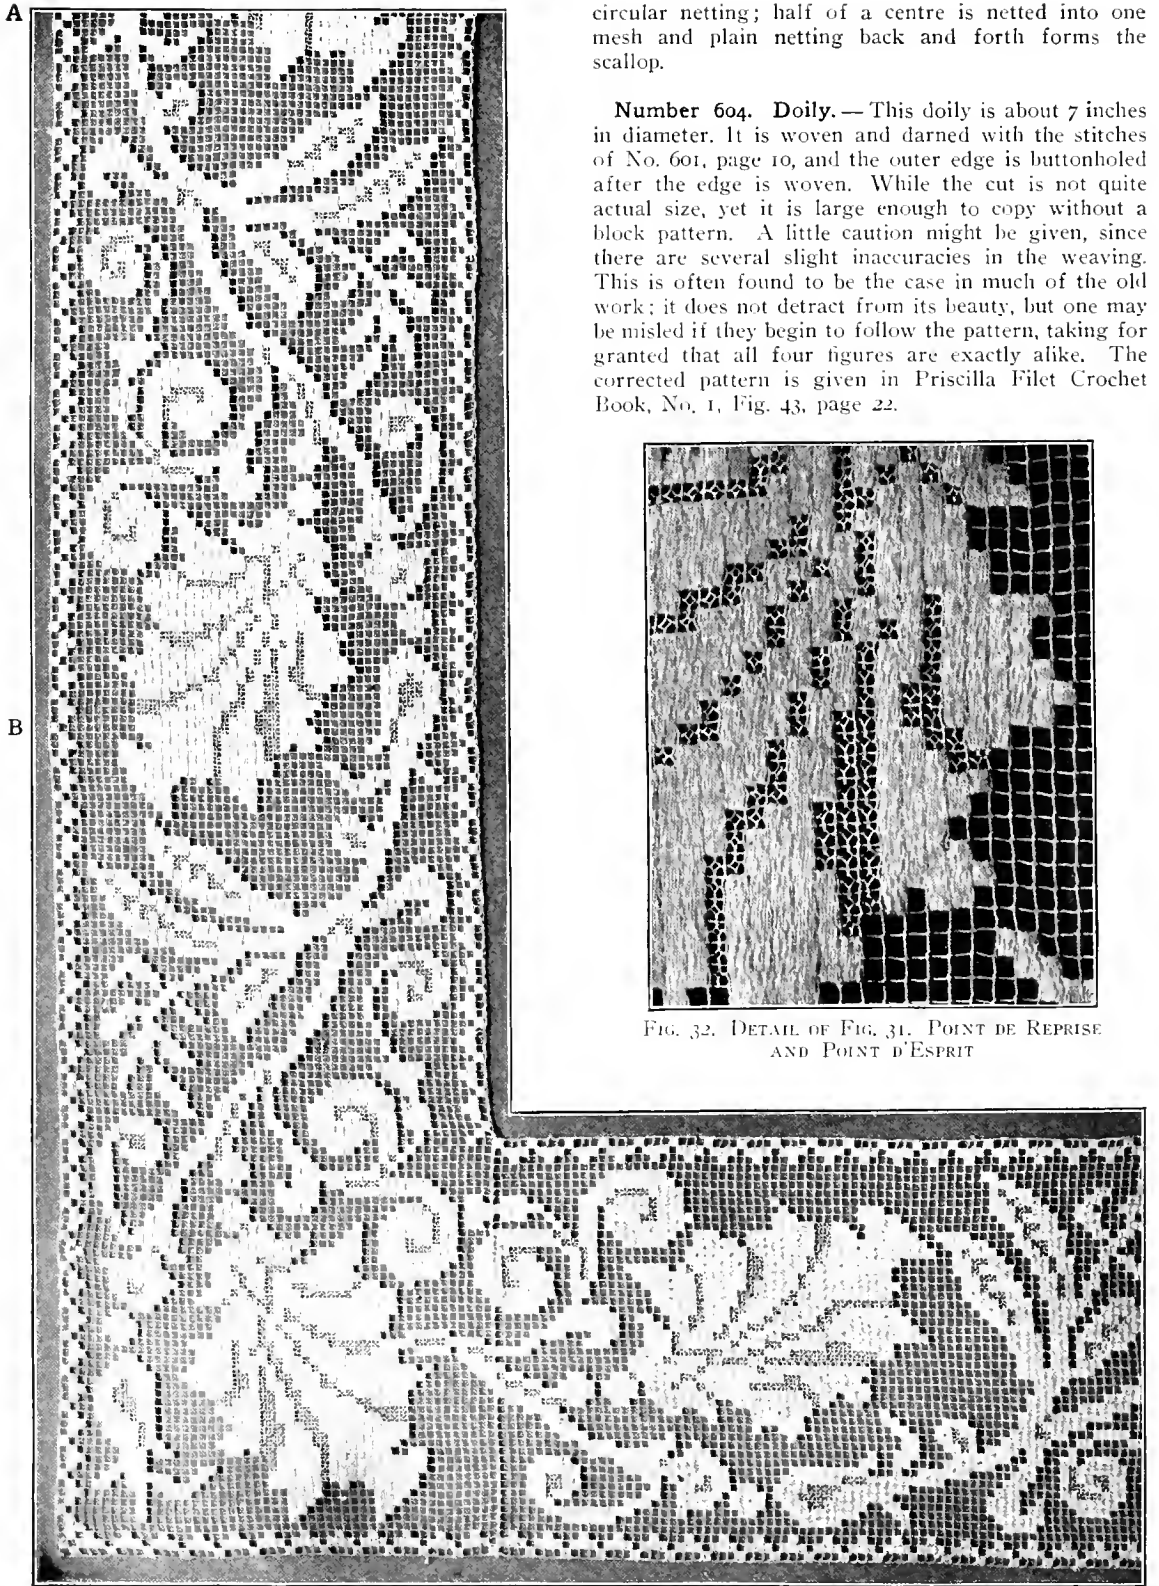 A
B
circular netting; half of a centre is netted into one
mesh and plain netting back and forth forms the
scallop.
Number 604. Doily. — This doily is about 7 inches
in diameter. It is woven and darned with the stitches
of No. 601, page 10, and the outer edge is buttonholed
after the edge is woven. While the cut is not quite
actual size, yet it is large enough to copy without a
block pattern. A little caution might be given, since
there are several slight inaccuracies in the weaving.
This is often found to be the case in much of the old
work; it does not detract from its beauty, but one may
be misled if they begin to follow the pattern, taking for
granted that all four figures are exactly alike. The
corrected pattern is given in Priscilla Filet Crochet
Book, No. 1, Fig. 43, page 22.
Fig. 32. Detail of Fig. 31. Point de Reprise
and Point d'Esprit